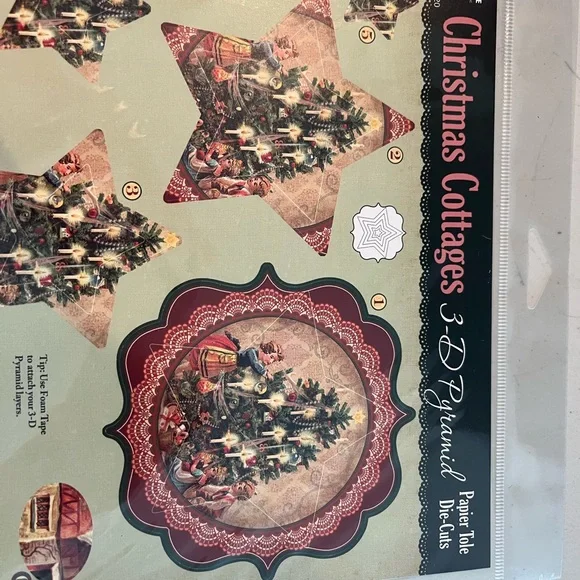 Christmas Cottages 3-D Pyramid
Papier Tole
Die-Cuts
5
2
3
1
Tip: Use Foam Tape
to attach your 3-D
Pyramid layers.